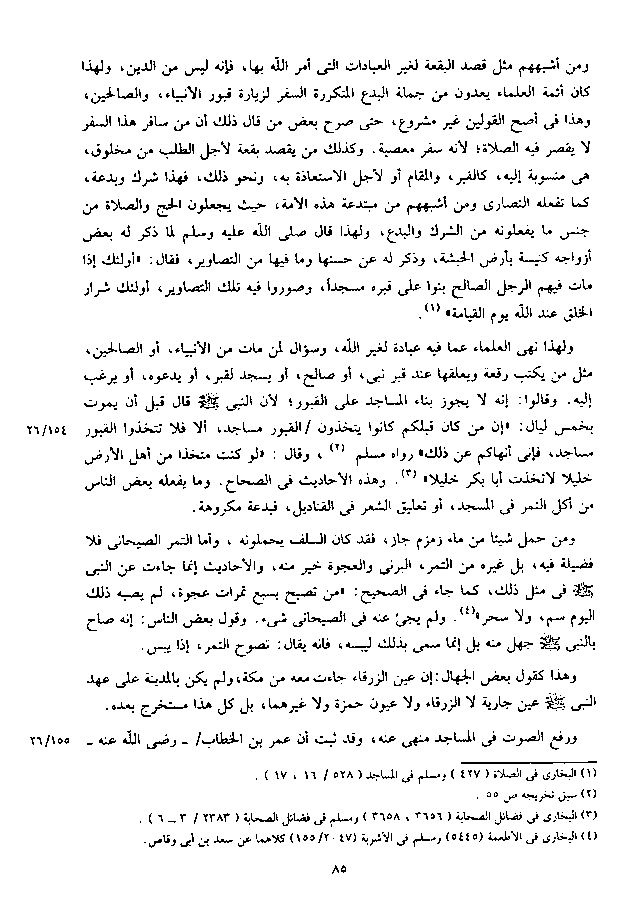 ومن أشبههم مثل قصد البقعة لغير العبادات التى أمر الله بها، فإنه ليس من الدين، ولهذا
كان أئمة العلماء يعدون من جملة البدع المتكررة السفر لزيارة قبور الأنبياء، والصالحين،
وهذا فى أصح القولين غير مشروع، حتى صرح بعض من قال ذلك أن من سافر هذا السفر
لا يقصر فيه الصلاة؛ لأنه سفر معصية. وكذلك من يقصد بقعة لأجل الطلب من مخلوق،
هى منسوبة إليه، كالقبر، والمقام أو لأجل الاستعاذة به، ونحو ذلك، فهذا شرك وبدعة،
كما تفعله النصارى ومن أشبههم من مبتدعة هذه الأمة، حيث يجعلون الحج والصلاة من
جنس ما يفعلونه من الشرك والبدع، ولهذا قال صلى الله عليه وسلم لما ذكر له بعض
أزواجه كنيسة بأرض الحبشة، وذكر له عن حسنها وما فيها من التصاوير، فقال: «أولئك إذا
مات فيهم الرجل الصالح بنوا على قبره مسجداً، وصوروا فيه تلك التصاوير، أولئك شرار
الخلق عند الله يوم القيامة» (١).
ولهذا نهى العلماء عما فيه عبادة لغير الله، وسؤال لمن مات من الأنبياء، أو الصالحين،
مثل من يكتب رقعة ويعلقها عند قبر نبى، أو صالح، أو يسجد لقبر، أو يدعوه، أو يرغب
إليه. وقالوا: إنه لا يجوز بناء المساجد على القبور؛ لأن النبى ﷺ قال قبل أن يموت
بخمس ليال: «إن من كان قبلكم كانوا يتخذون /القبور مساجد، ألا فلا تتخذوا القبور ٢٦/١٥٤
مساجد، فإنى أنهاكم عن ذلك» رواه مسلم (٢)، وقال : «لو كنت متخذا من أهل الأرض
خليلا لاتخذت أبا بكر خليلا» (٣). وهذه الأحاديث فى الصحاح. وما يفعله بعض الناس
من أكل التمر فى المسجد، أو تعليق الشعر فى القناديل، فبدعة مكروهة.
ومن حمل شيئا من ماء زمزم جاز، فقد كان السلف يحملونه ، وأما التمر الصيحانى فلا
فضيلة فيه، بل غيره من التمر، البرنى والعجوة خير منه، والأحاديث إنما جاءت عن النبى
ﷺ فى مثل ذلك، كما جاء فى الصحيح: «من تصبح بسبع تمرات عجوة، لم يصبه ذلك
اليوم سم، ولا سحر»(٤). ولم يجئ عنه فى الصيحانى شىء. وقول بعض الناس: إنه صاح
بالنبى ﷺ جهل منه بل إنما سمى بذلك ليبسه، فانه يقال: تصوح التمر، إذا يبس.
وهذا كقول بعض الجهال: إن عين الزرقاء جاءت معه من مكة، ولم يكن بالمدينة على عهد
النبى ﷺ عين جارية لا الزرقاء ولا عيون حمزة ولا غيرهما، بل كل هذا مستخرج بعده.
ورفع الصوت فى المساجد منهى عنه، وقد ثبت أن عمر بن الخطاب/ ـ رضى الله عنه ـ ٢٦/١٥٥
(١) البخارى فى الصلاة ( ٤٢٧ ) ومسلم فى المساجد ( ٥٢٨ / ١٦ ، ١٧ ) .
(٢) سبق تخريجه ص ٥٥ .
(٣) البخارى فى فضائل الصحابة ( ٣٦٥٦ ، ٣٦٥٨ ) ومسلم فى فضائل الصحابة ( ٢٣٨٣ / ٣ ـ ٦ ) .
(٤) البخارى فى الأطعمة (٥٤٤٥) ومسلم فى الأشربة (٢٠٤٧ /١٥٥) كلاهما عن سعد بن أبى وقاص.
٨٥